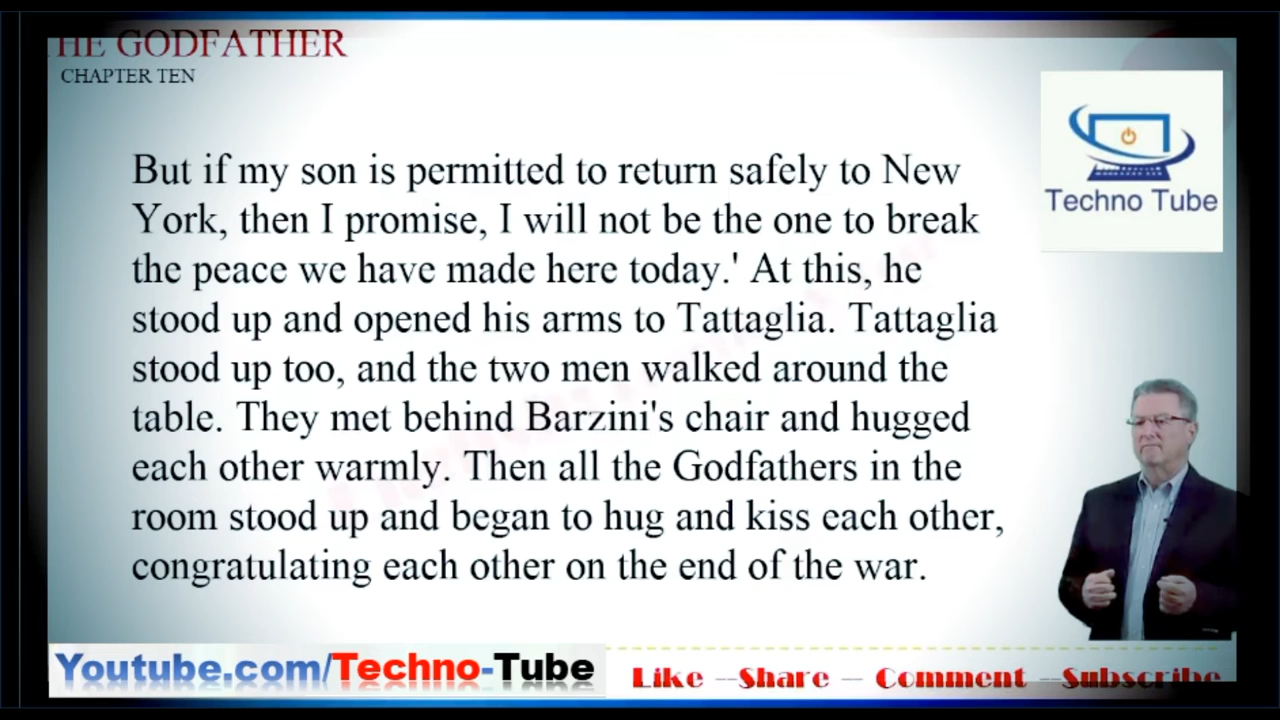 THE GODFATHER
CHAPTER TEN
But if my son is permitted to return safely to New
York, then I promise, I will not be the one to break
the peace we have made here today.' At this, he
stood up and opened his arms to Tattaglia. Tattaglia
stood up too, and the two men walked around the
table. They met behind Barzini's chair and hugged
each other warmly. Then all the Godfathers in the
room stood up and began to hug and kiss each other,
congratulating each other on the end of the war.
Techno Tube
Youtube.com/Techno-Tube
Like --Share -- Comment --Subscribe